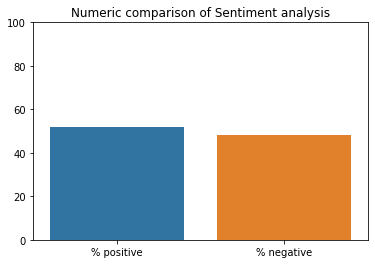 Numeric comparison of Sentiment analysis
100
80
60
40
20
0
% positive
% negative